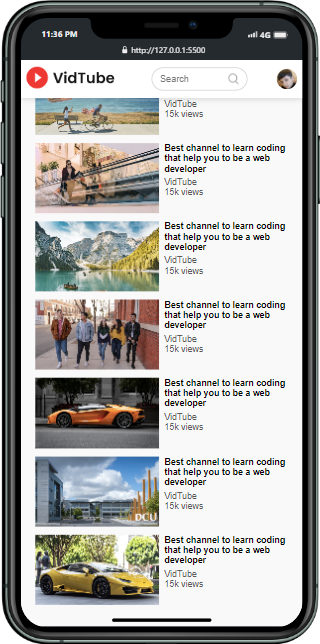 11:36 PM
4G
http://127.0.0.1:5500
VidTube
Search
VidTube
15k views
Best channel to learn coding
that help you to be a web
developer
VidTube
15k views
Best channel to learn coding
that help you to be a web
developer
VidTube
15k views
Best channel to learn coding
that help you to be a web
developer
VidTube
15k views
Best channel to learn coding
that help you to be a web
developer
VidTube
15k views
DCU
Best channel to learn coding
that help you to be a web
developer
VidTube
15k views
Best channel to learn coding
that help you to be a web
developer
VidTube
15k views